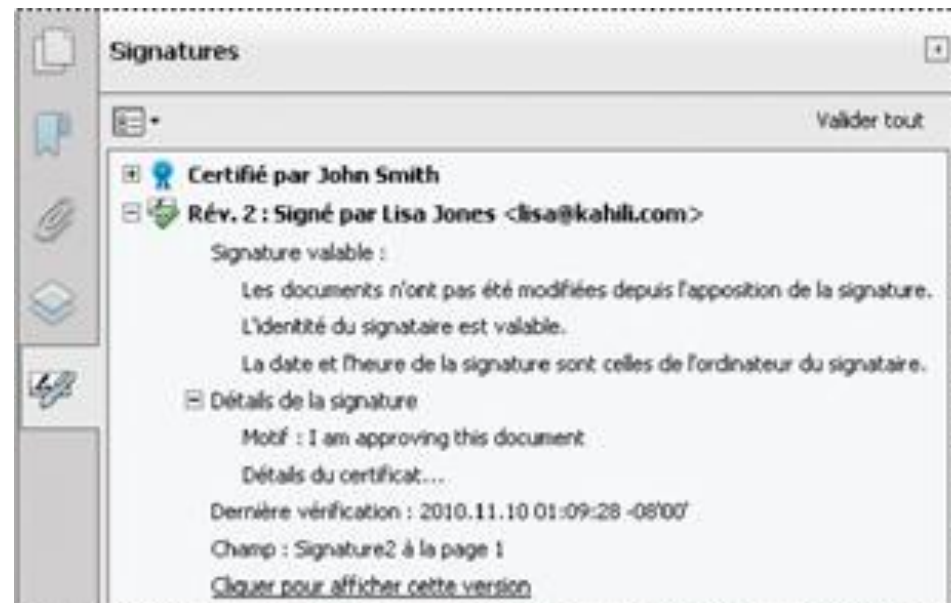 Signatures
Valider tout
Certifié par John Smith
Rév. 2 : Signé par Lisa Jones <lisa@kahili.com>
Signature valable :
Les documents n'ont pas été modifiées depuis l'apposition de la signature.
L'identité du signataire est valable.
La date et l'heure de la signature sont celles de l'ordinateur du signataire.
Détails de la signature
Motif : I am approving this document
Détails du certificat...
Dernière vérification : 2010.11.10 01:09:28 -08'00'
Champ : Signature2 à la page 1
Cliquer pour afficher cette version